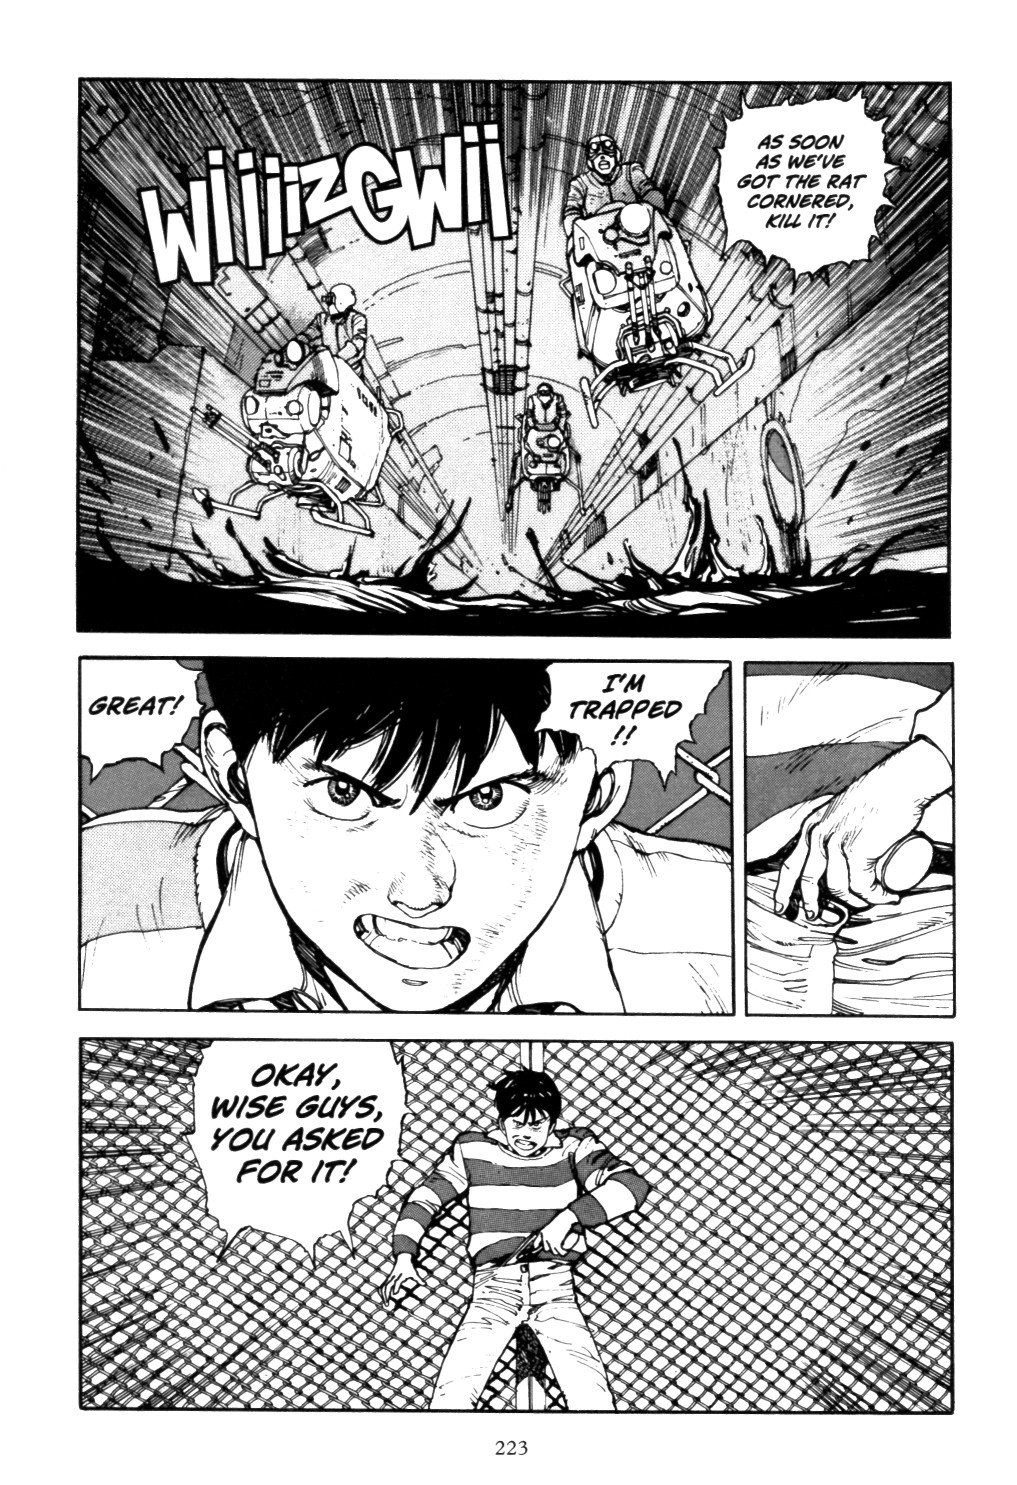 WIIIIIZGWIII
AS SOON
AS WE'VE
GOT THE RAT
CORNERED,
KILL IT!
GREAT!
I'M
TRAPPED
!!
OKAY,
WISE GUYS,
YOU ASKED
FOR IT!
223